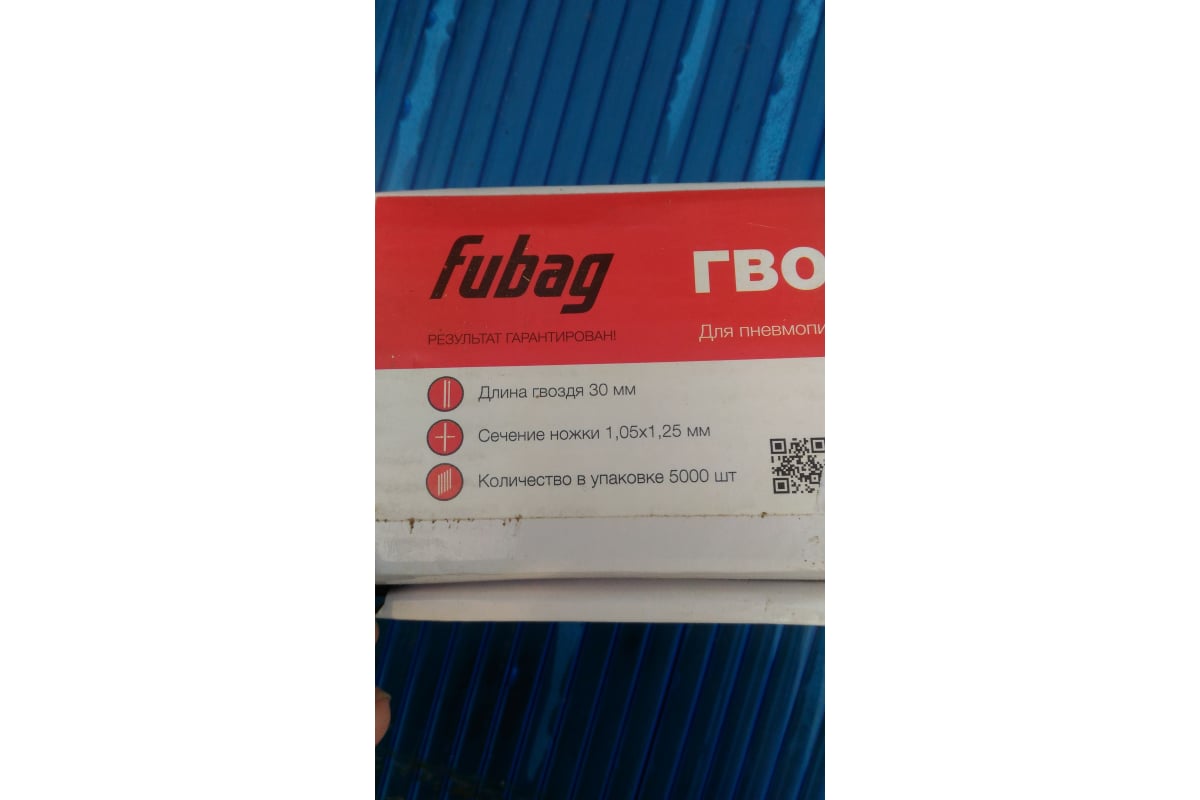 fubag
ГВО
РЕЗУЛЬТАТ ГАРАНТИРОВАН!
Для пневмопи
Длина гвоздя 30 мм
Сечение ножки 1,05x1,25 мм
Количество в упаковке 5000 шт